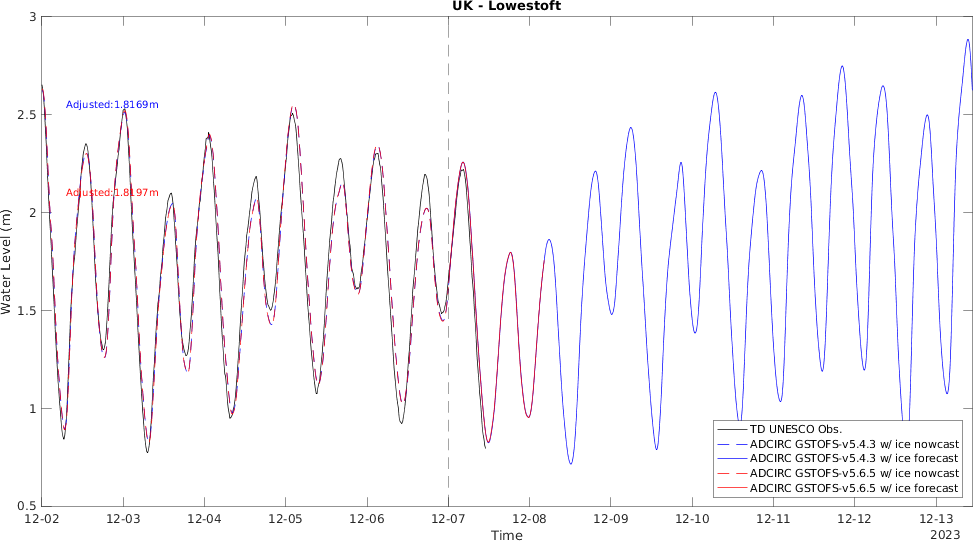 UK - Lowestoft
3
2.5
2
1.5
1
0.5
Water Level (m)
Adjusted:1.8169m
Adjusted:1.8197m
TD UNESCO Obs.
ADCIRC GSTOFS-v5.4.3 w/ ice nowcast
ADCIRC GSTOFS-v5.4.3 w/ ice forecast
ADCIRC GSTOFS-v5.6.5 w/ ice nowcast
ADCIRC GSTOFS-v5.6.5 w/ ice forecast
12-02 12-03 12-04 12-05 12-06 12-07 12-08 12-09 12-10 12-11 12-12 12-13
Time
2023